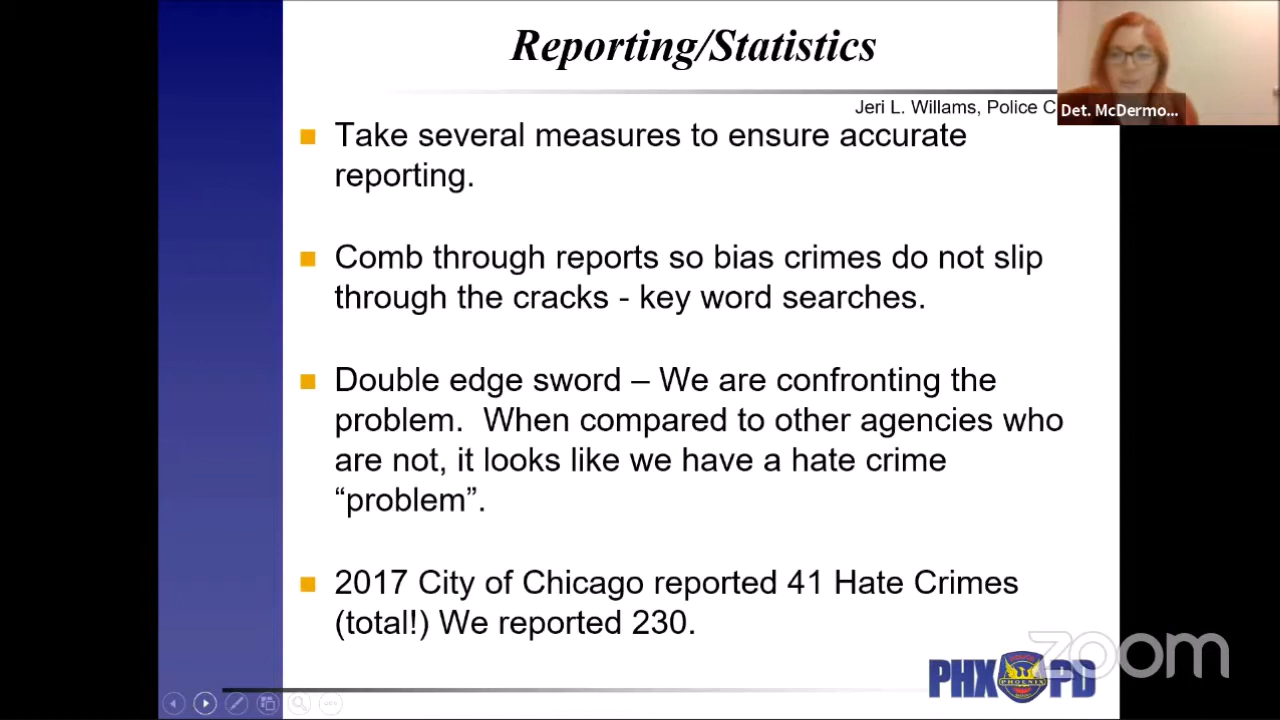 Reporting/Statistics
Jeri L. Willams, Police C
Det. McDermo...
Take several measures to ensure accurate
reporting.
Comb through reports so bias crimes do not slip
through the cracks - key word searches.
Double edge sword – We are confronting the
problem.  When compared to other agencies who
are not, it looks like we have a hate crime
“problem”.
2017 City of Chicago reported 41 Hate Crimes
(total!) We reported 230.
zoom
PHX PD
PHOENIX